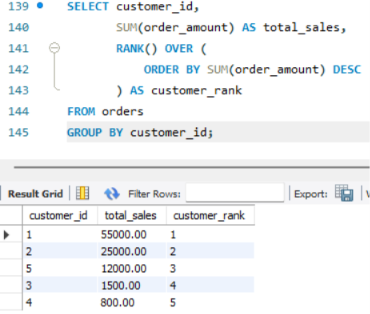 139 SELECT customer_id,
140 SUM(order_amount) AS total_sales,
141 RANK() OVER (
142 ORDER BY SUM(order_amount) DESC
143 ) AS customer_rank
144 FROM orders
145 GROUP BY customer_id;
Result Grid Filter Rows: Export:
customer_id total_sales customer_rank
1 55000.00 1
2 25000.00 2
5 12000.00 3
3 1500.00 4
4 800.00 5